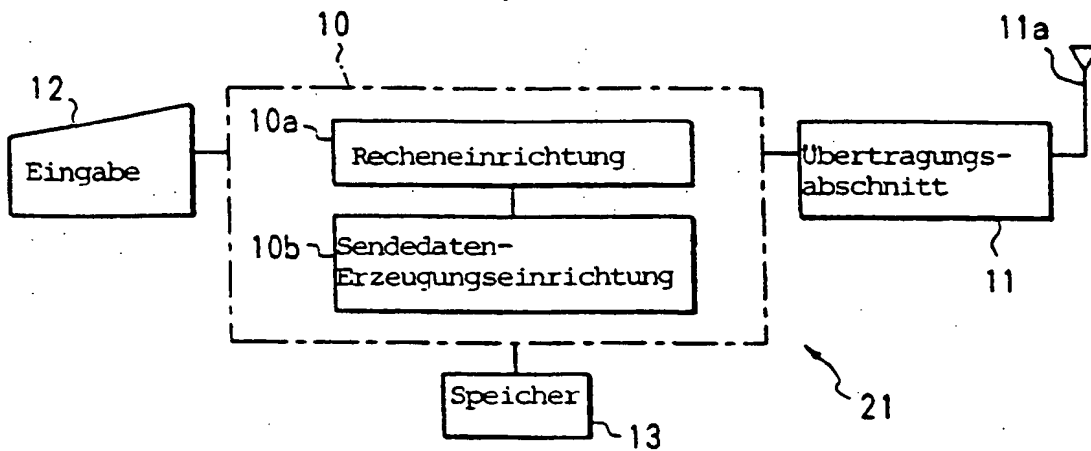 10
11a
12
10a
Eingabe
Recheneinrichtung
Übertragungs-
abschnitt
10b
Sendedaten-
Erzeugungseinrichtung
11
Speicher
13
21